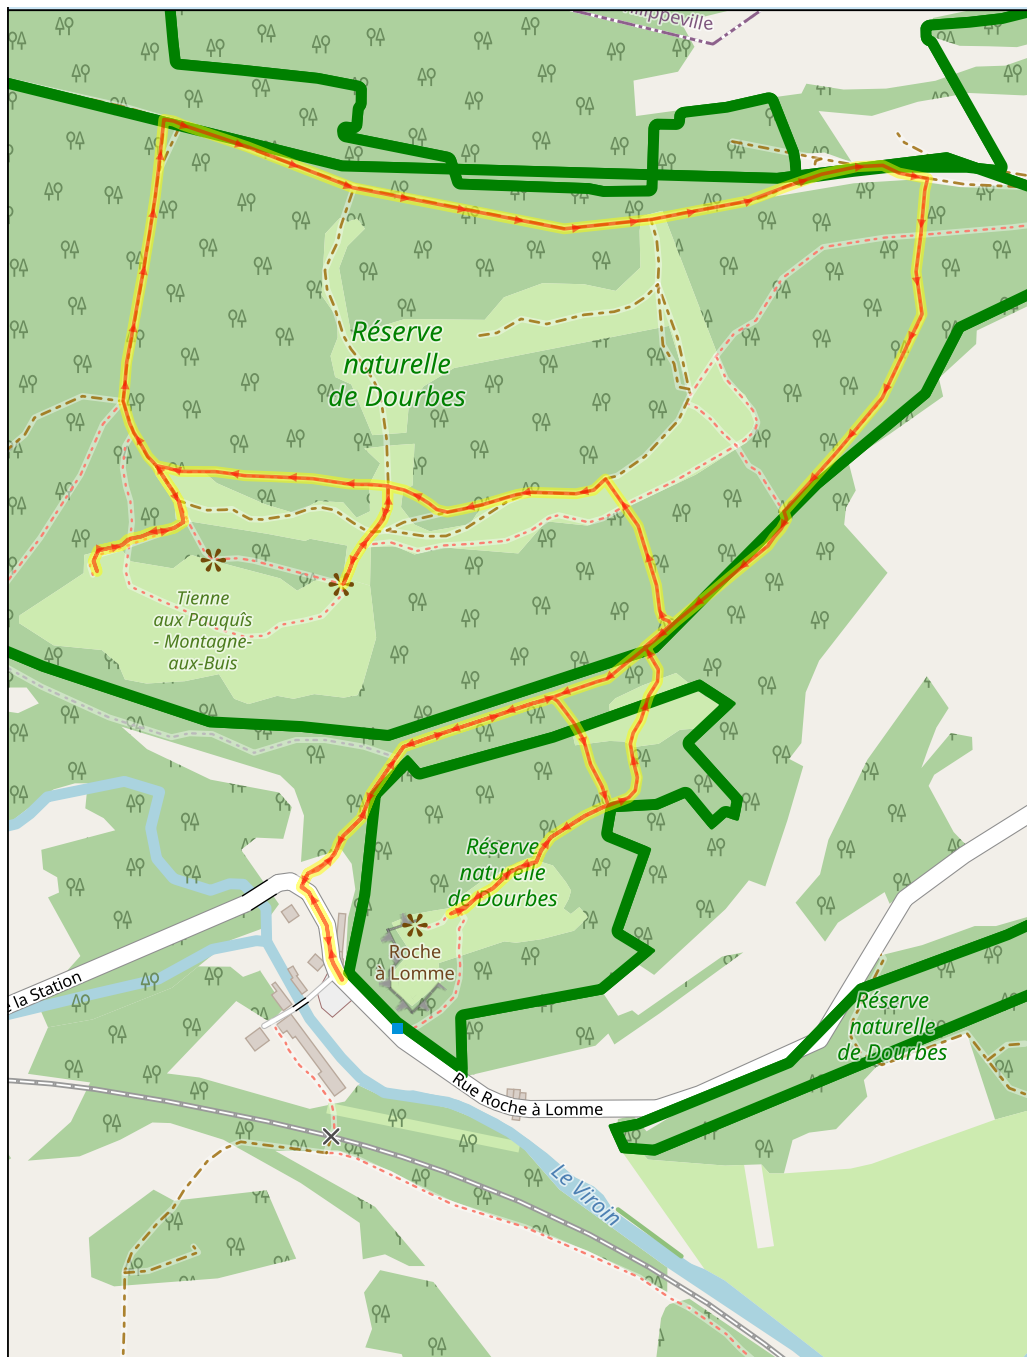 Réserve
naturelle
de Dourbes
Tienne
aux Pauquîs
- Montagne-
aux-Buis
Réserve
naturelle
de Dourbes
Roche
à Lomme
la Station
Réserve
naturelle
de Dourbes
Rue Roche à Lomme
Le Viroin